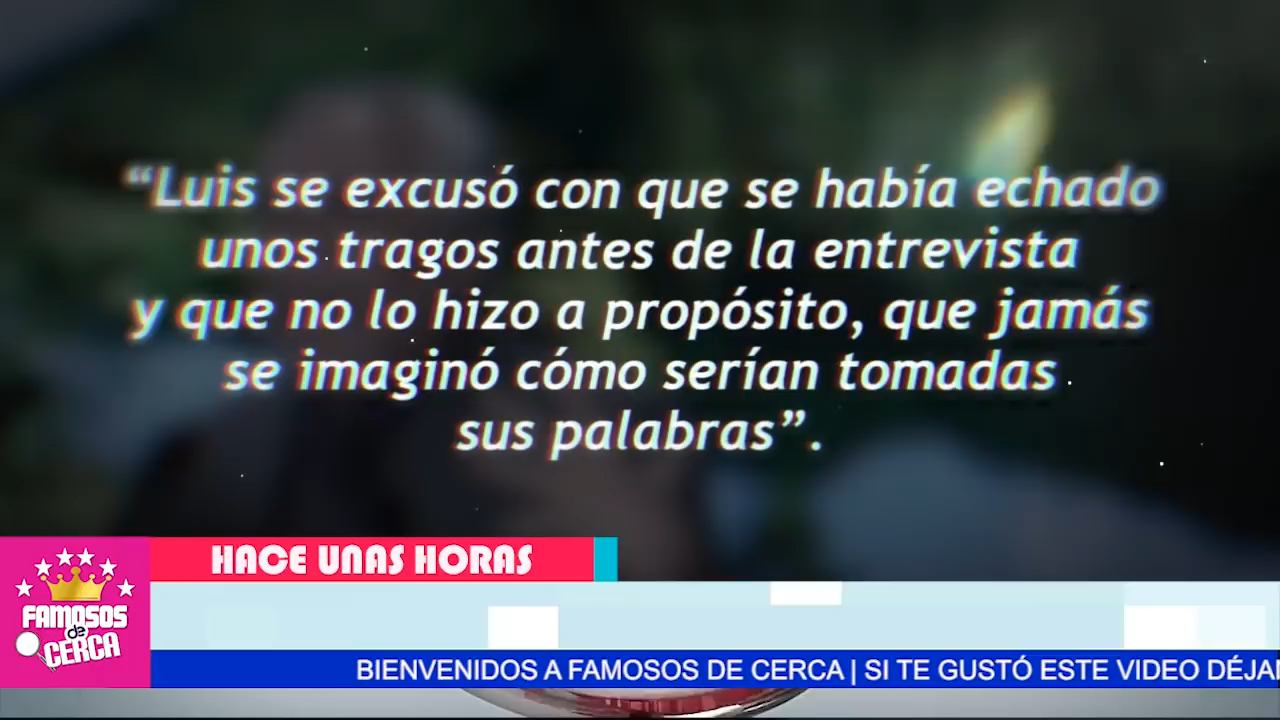 “Luis se excusó con que se había echado
unos tragos antes de la entrevista
y que no lo hizo a propósito, que jamás
se imaginó cómo serían tomadas
sus palabras”.
HACE UNAS HORAS
FAMOSOS
de
CERCA
BIENVENIDOS A FAMOSOS DE CERCA | SI TE GUSTÓ ESTE VIDEO